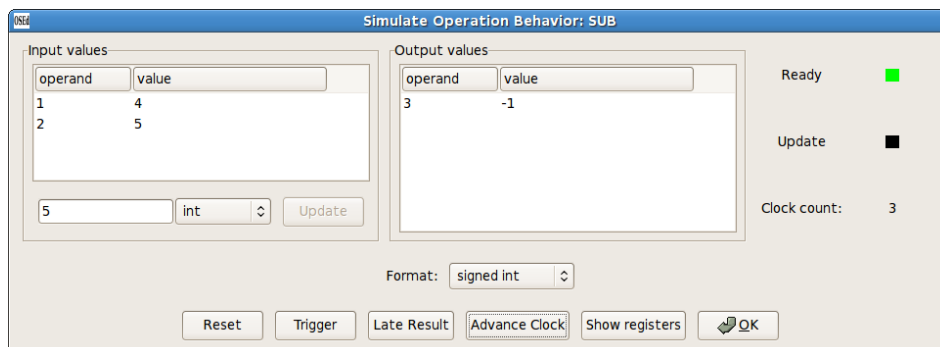 OSEd Simulate Operation Behavior: SUB
Input values
operand value
1 4
2 5
5 int Update
Output values
operand value
3 -1
Ready
Update
Clock count: 3
Format: signed int
Reset Trigger Late Result Advance Clock Show registers OK